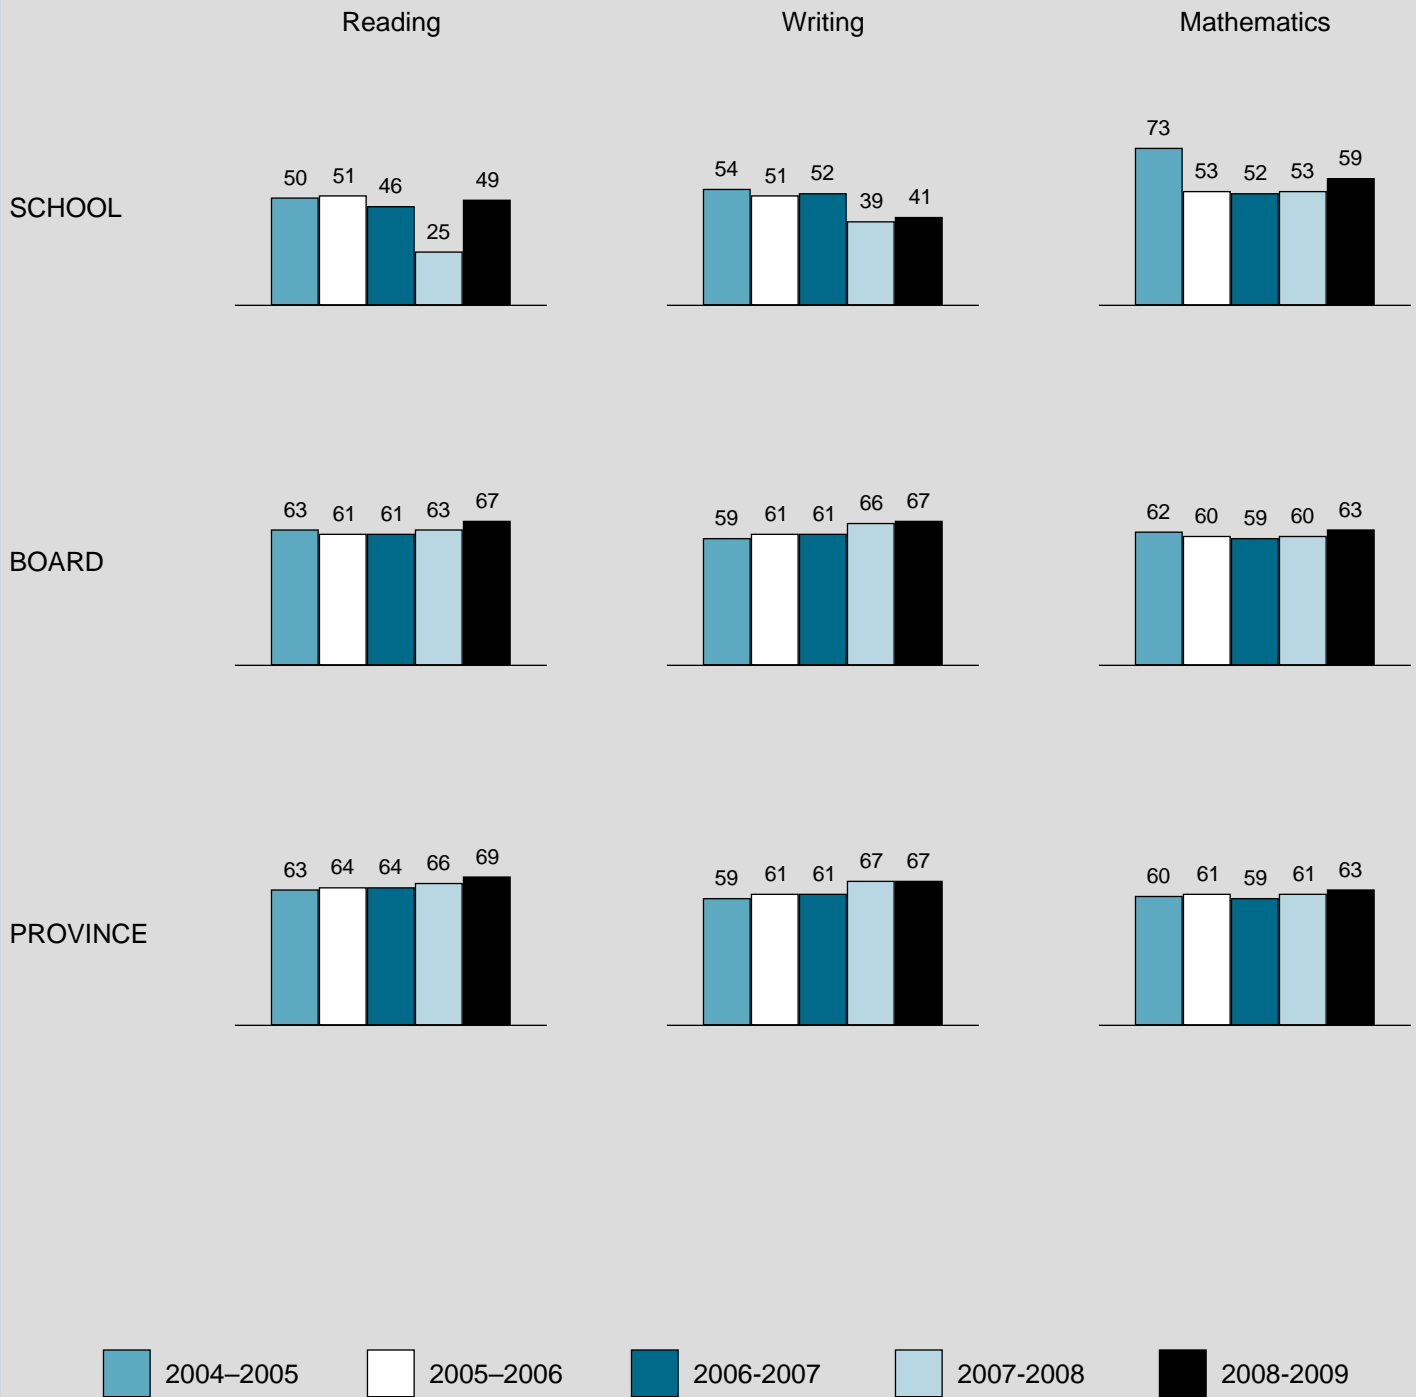 Reading Writing Mathematics
SCHOOL
50 51 46 25 49
54 51 52 39 41
73 53 52 53 59
BOARD
63 61 61 63 67
59 61 61 66 67
62 60 59 60 63
PROVINCE
63 64 64 66 69
59 61 61 67 67
60 61 59 61 63
2004–2005 2005–2006 2006-2007 2007-2008 2008-2009